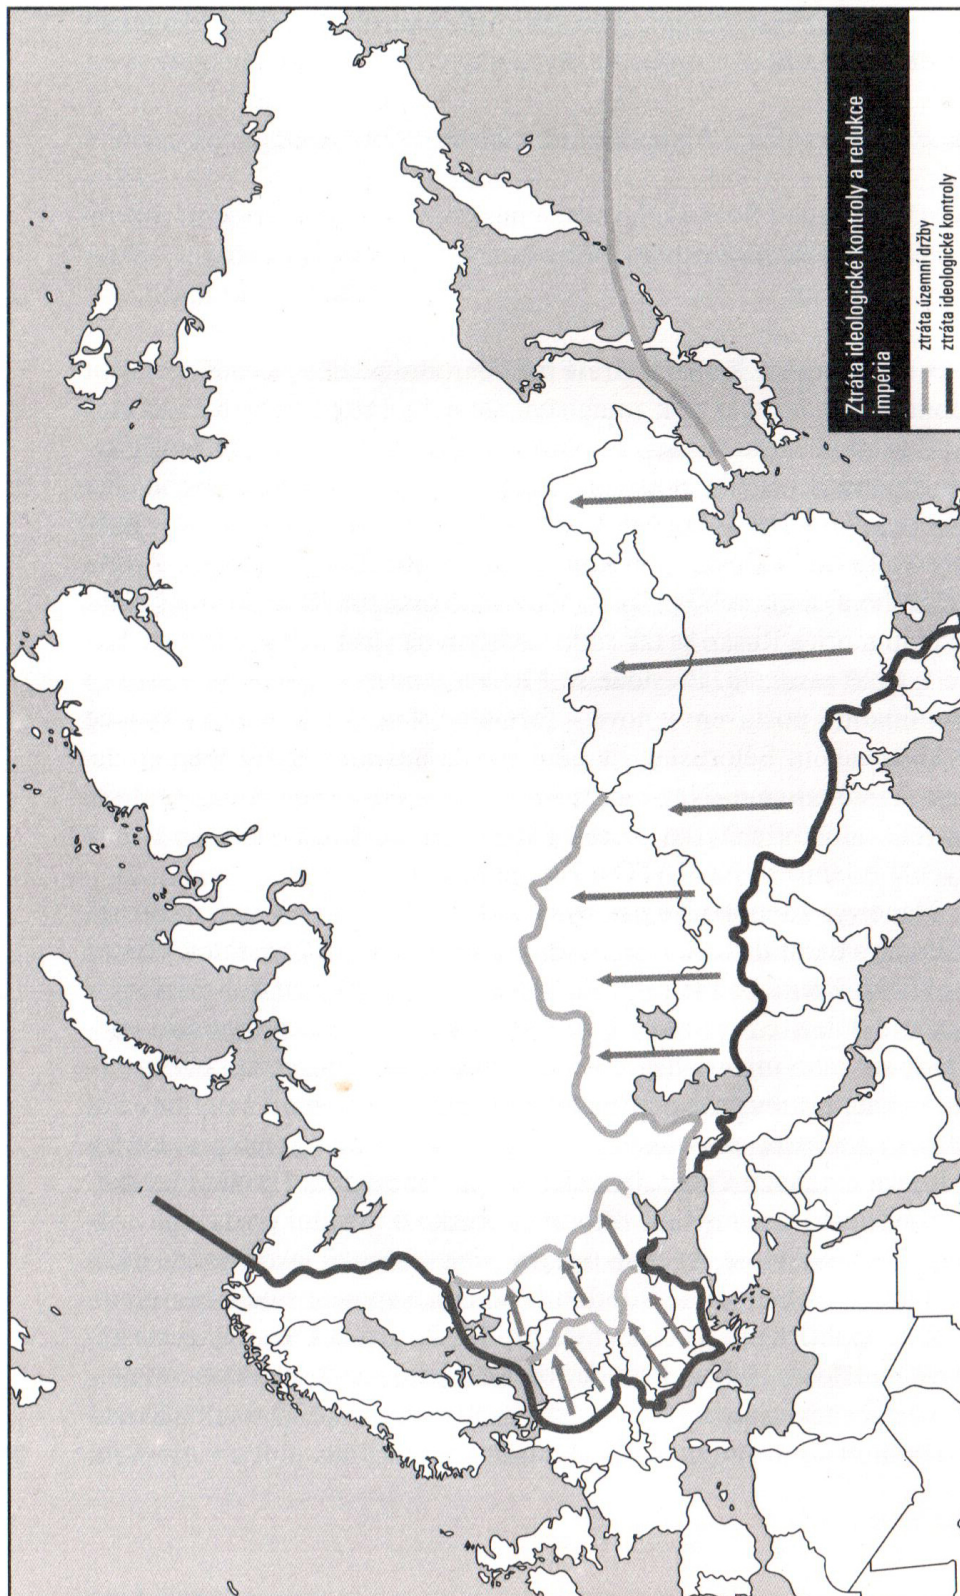 Ztráta ideologické kontroly a redukce
impéria
ztráta územní držby
ztráta ideologické kontroly